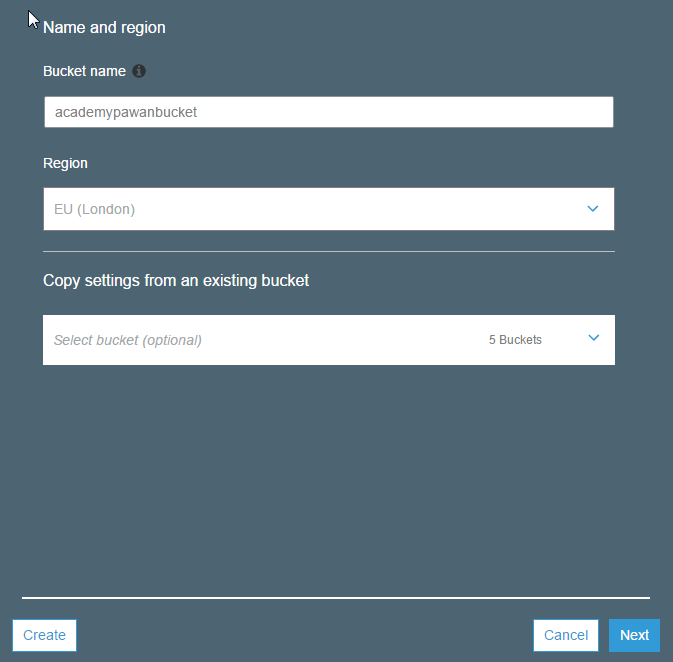 Name and region
Bucket name
academypawanbucket
Region
EU (London)
Copy settings from an existing bucket
Select bucket (optional) 5 Buckets
Create Cancel Next